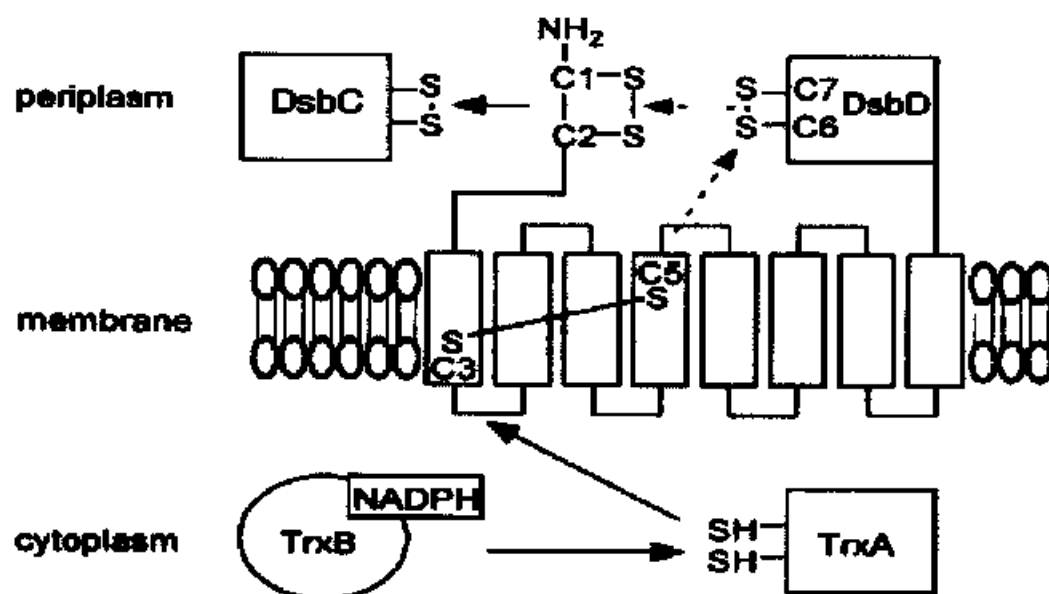 NH₂
periplasm
DsbC
S
S
C1
S
C2
S
S
S
C7
C6
DsbD
membrane
C5
S
S
C3
cytoplasm
NADPH
TrxB
SH
SH
TrxA